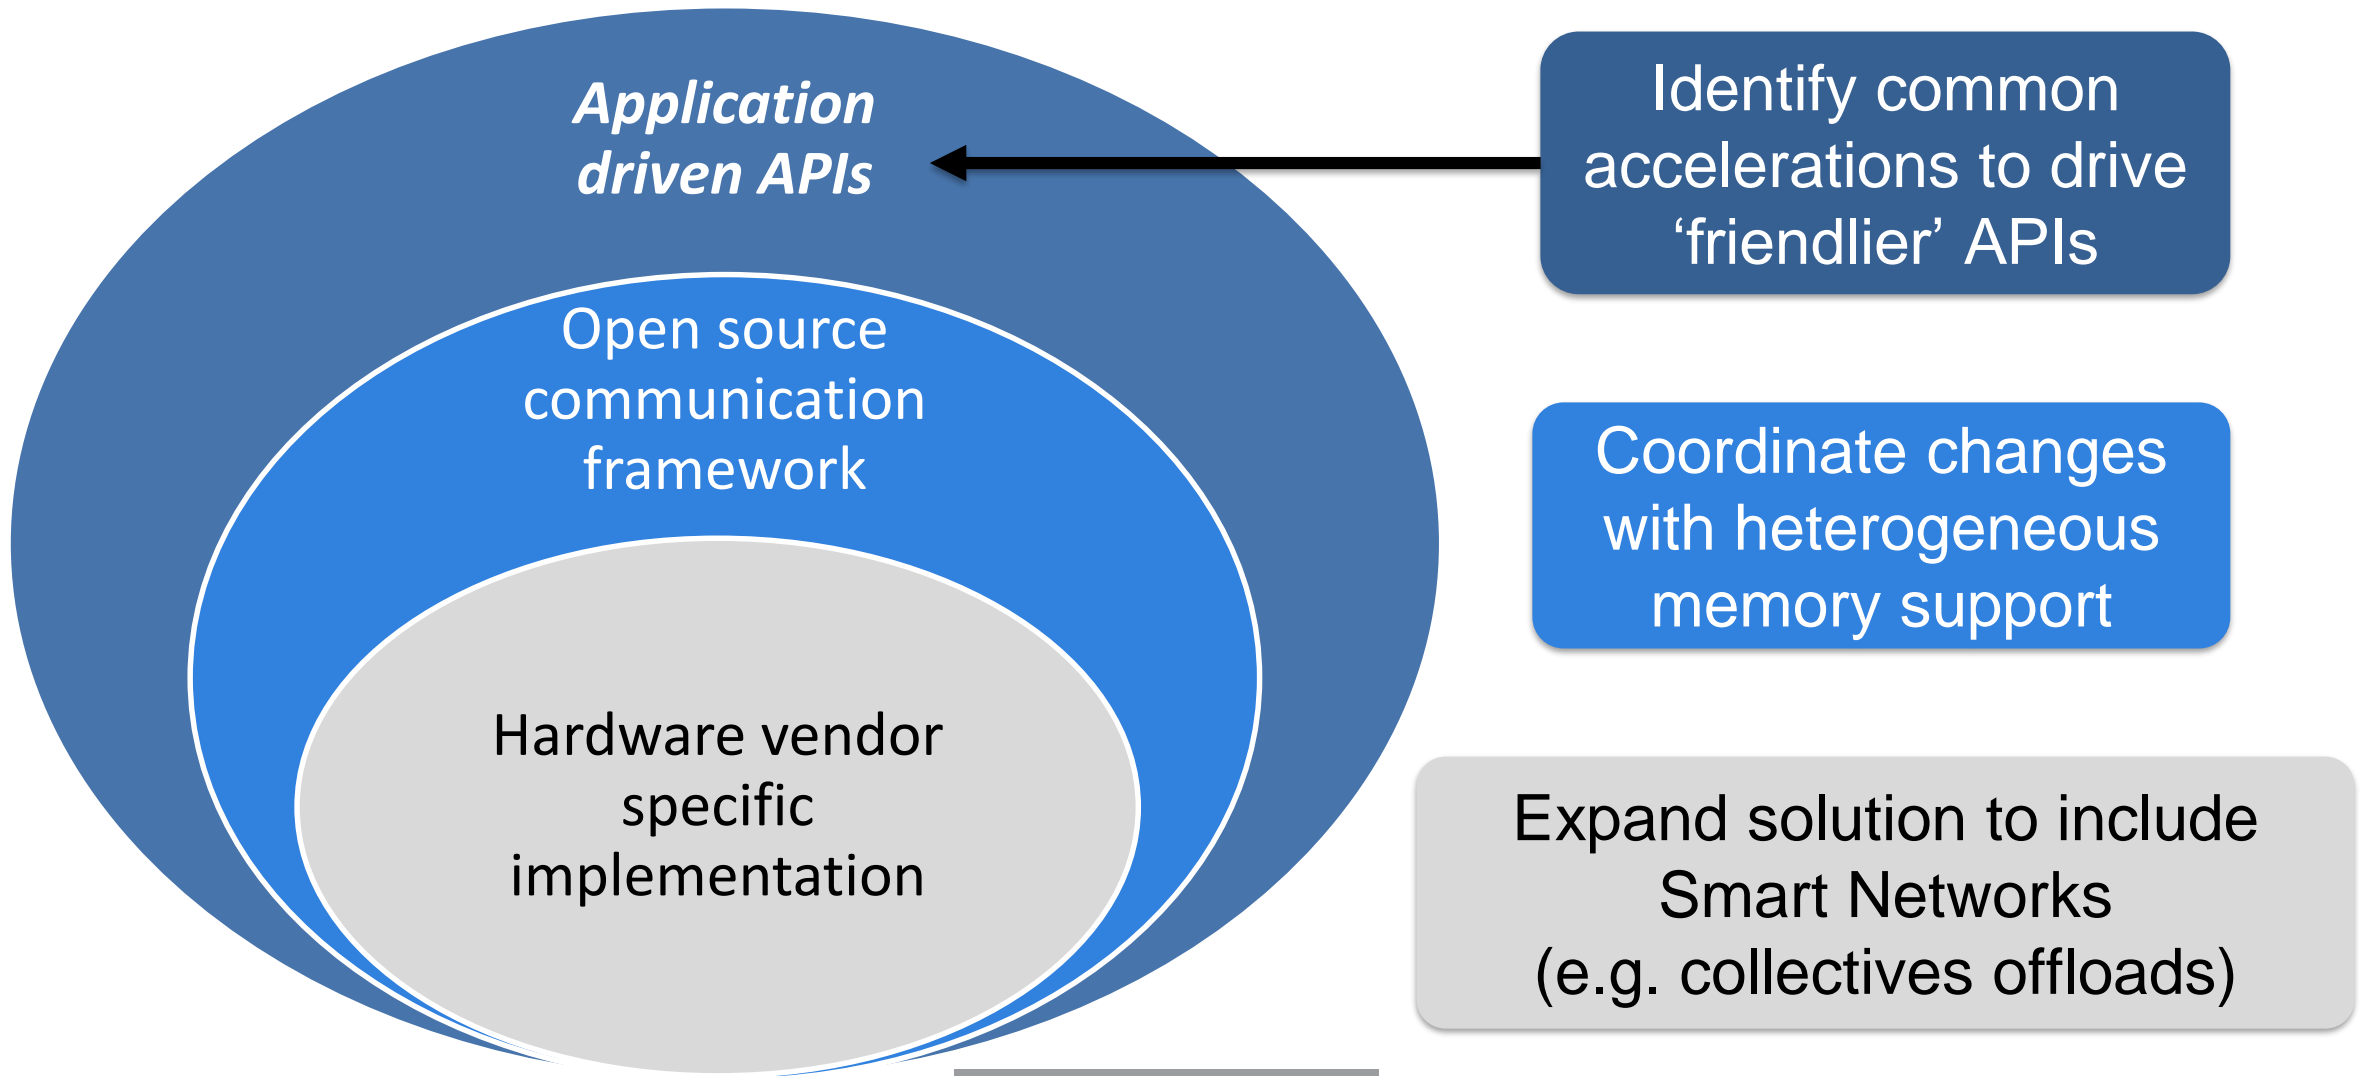 Application
driven APIs
Open source
communication
framework
Hardware vendor
specific
implementation
Identify common
accelerations to drive
‘friendlier’ APIs
Coordinate changes
with heterogeneous
memory support
Expand solution to include
Smart Networks
(e.g. collectives offloads)